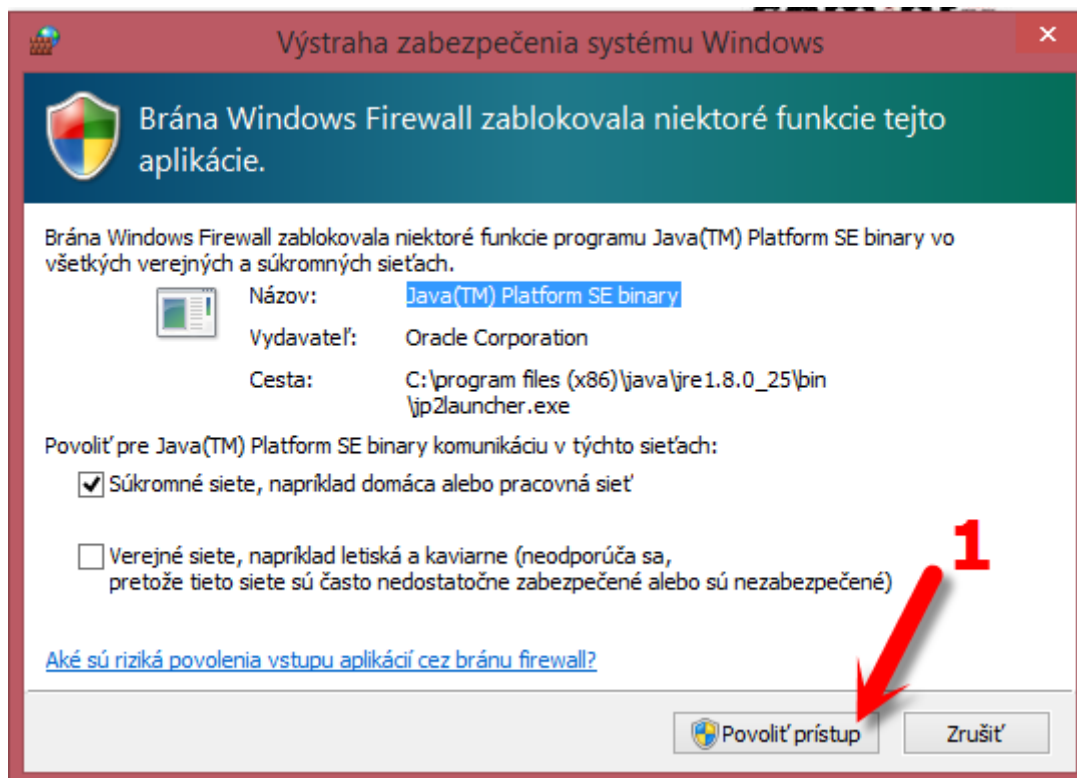 Výstraha zabezpečenia systému Windows
Brána Windows Firewall zablokovala niektoré funkcie tejto
aplikácie.
Brána Windows Firewall zablokovala niektoré funkcie programu Java(TM) Platform SE binary vo
všetkých verejných a súkromných sieťach.
Názov: Java(TM) Platform SE binary
Vydavateľ: Oracle Corporation
Cesta: C:\program files (x86)\java\jre1.8.0_25\bin
\jp2launcher.exe
Povoliť pre Java(TM) Platform SE binary komunikáciu v týchto sieťach:
Súkromné siete, napríklad domáca alebo pracovná sieť
Verejné siete, napríklad letiská a kaviarne (neodporúča sa,
pretože tieto siete sú často nedostatočne zabezpečené alebo sú nezabezpečené)
1
Aké sú riziká povolenia vstupu aplikácií cez bránu firewall?
Povoliť prístup Zrušiť